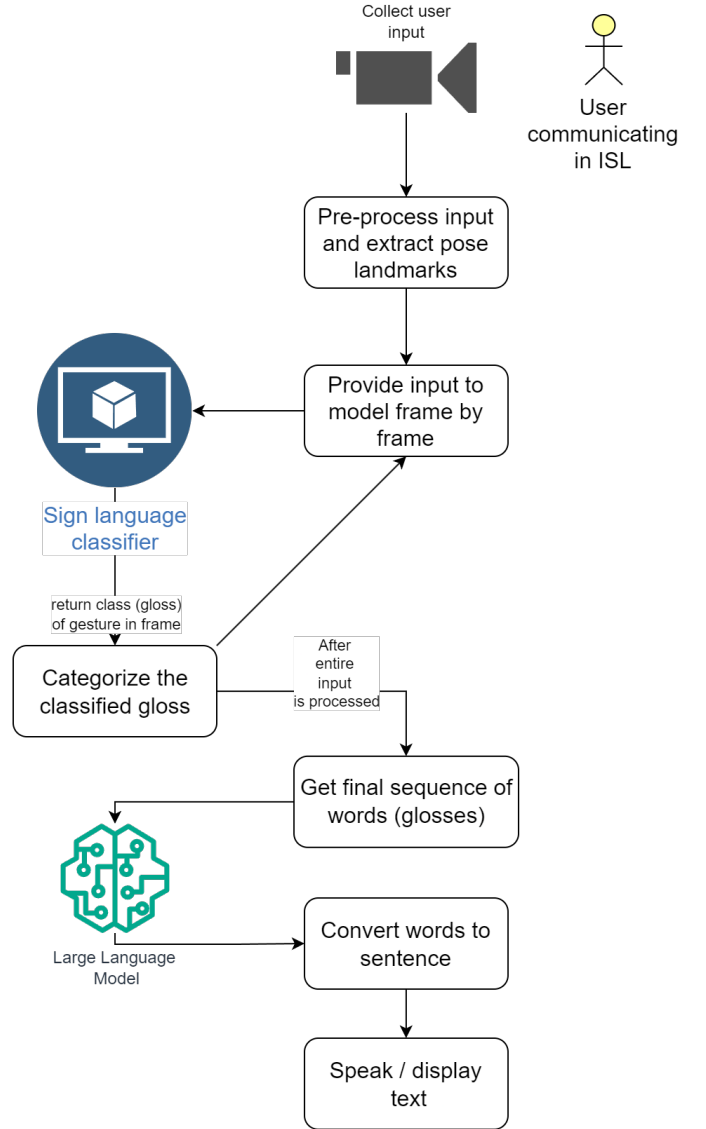 Collect user
input
User
communicating
in ISL
Pre-process input
and extract pose
landmarks
Provide input to
model frame by
frame
Sign language
classifier
return class (gloss)
of gesture in frame
Categorize the
classified gloss
After
entire
input
is processed
Get final sequence of
words (glosses)
Large Language
Model
Convert words to
sentence
Speak / display
text